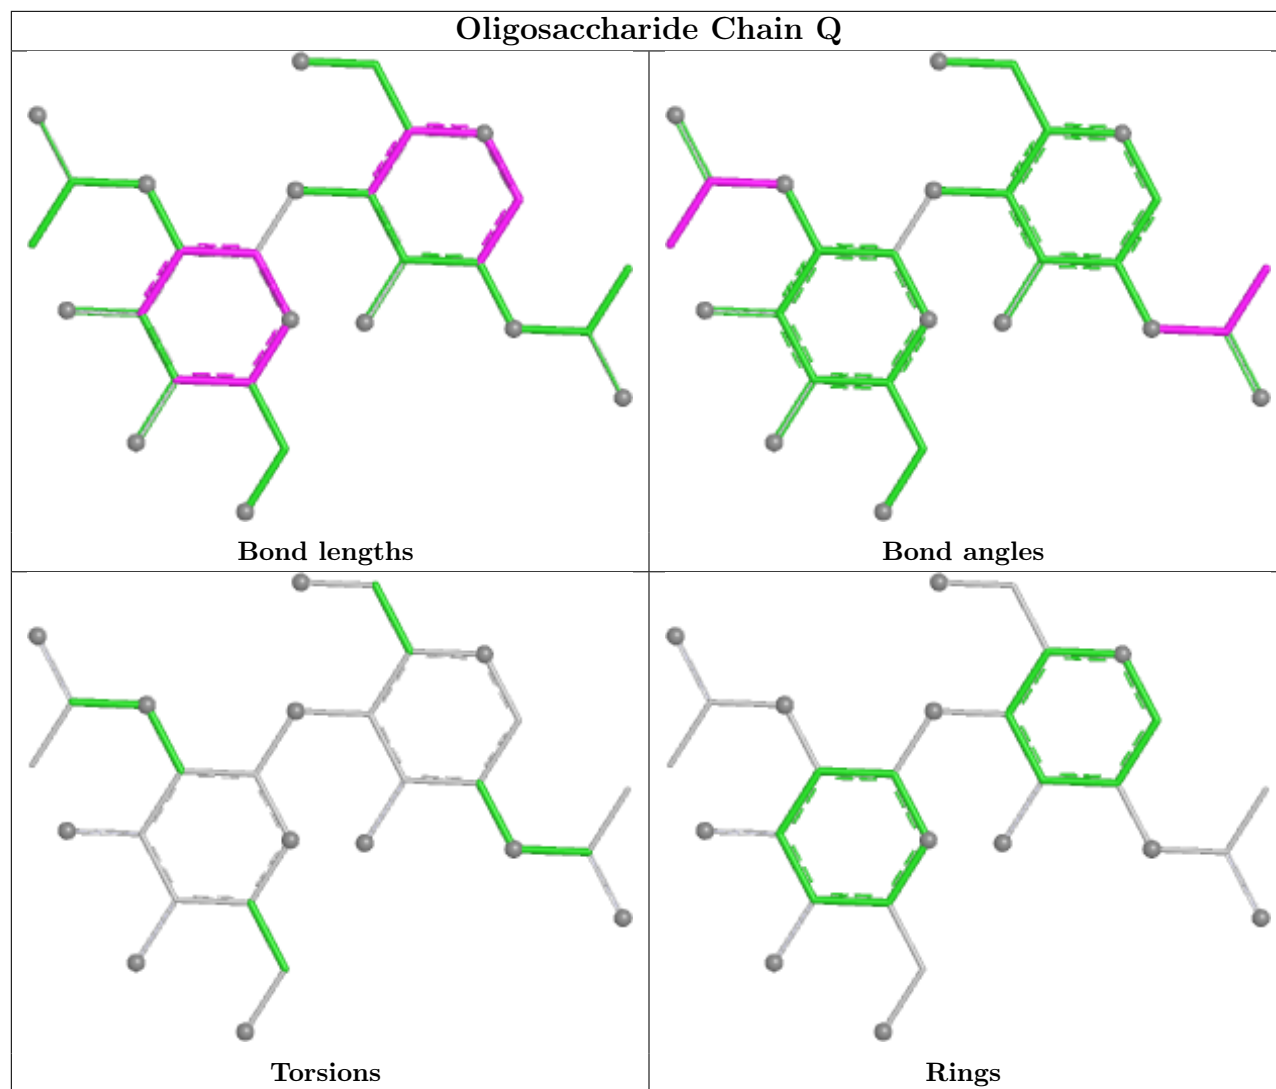 Oligosaccharide Chain Q
Bond lengths
Bond angles
Torsions
Rings